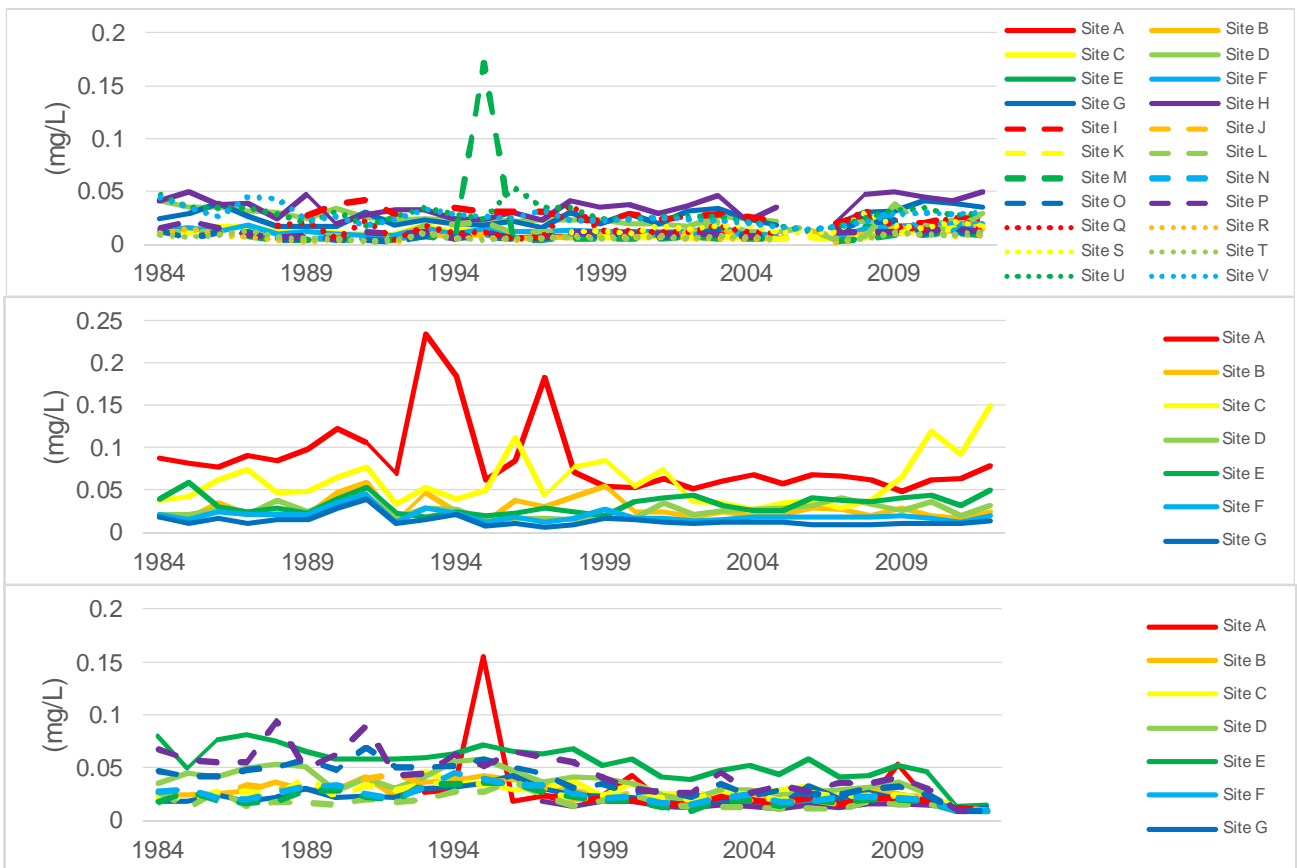 0.2
0.15
0.1
0.05
0
(mg/L)
1984 1989 1994 1999 2004 2009
Site A Site B
Site C Site D
Site E Site F
Site G Site H
Site I Site J
Site K Site L
Site M Site N
Site O Site P
Site Q Site R
Site S Site T
Site U Site V
0.25
0.2
0.15
0.1
0.05
0
(mg/L)
1984 1989 1994 1999 2004 2009
Site A
Site B
Site C
Site D
Site E
Site F
Site G
0.2
0.15
0.1
0.05
0
(mg/L)
1984 1989 1994 1999 2004 2009
Site A
Site B
Site C
Site D
Site E
Site F
Site G